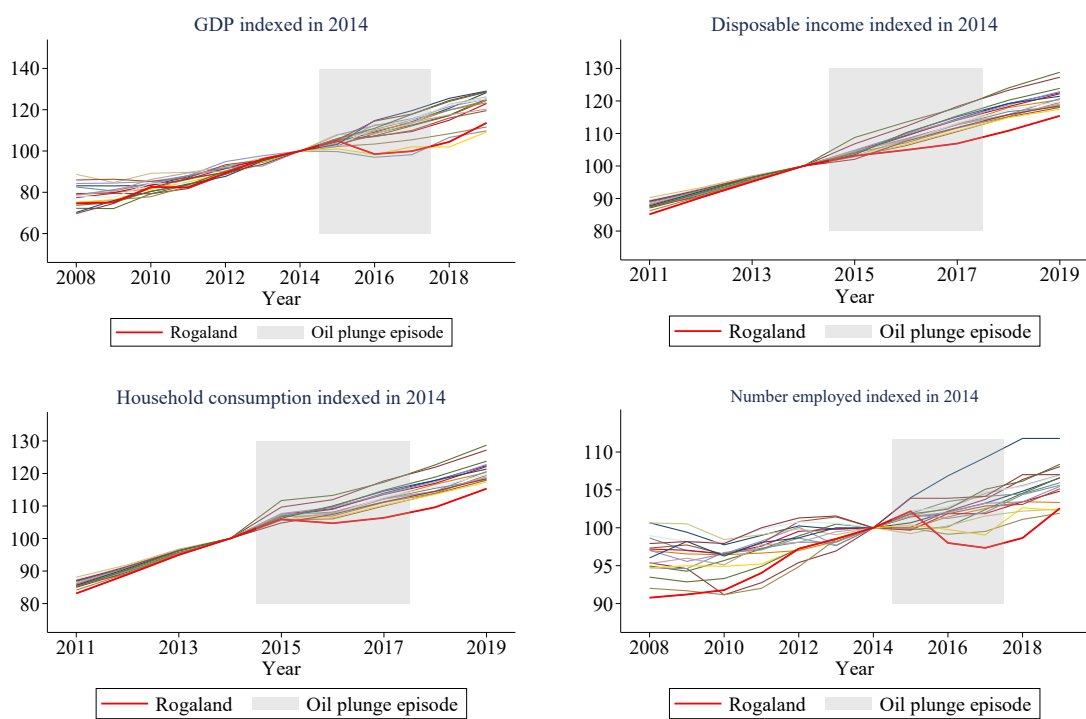 GDP indexed in 2014
140
120
100
80
60
2008 2010 2012 2014 2016 2018
Year
Rogaland Oil plunge episode
Disposable income indexed in 2014
130
120
110
100
90
80
2011 2013 2015 2017 2019
Year
Rogaland Oil plunge episode
Household consumption indexed in 2014
130
120
110
100
90
80
2011 2013 2015 2017 2019
Year
Rogaland Oil plunge episode
Number employed indexed in 2014
110
105
100
95
90
2008 2010 2012 2014 2016 2018
Year
Rogaland Oil plunge episode